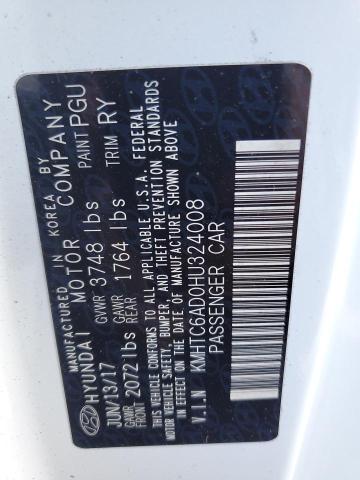 MANUFACTURED IN KOREA BY
HYUNDAI MOTOR COMPANY
JUN/13/17 GVWR 3748 lbs PAINT PGU
GAWR FRONT 2072 lbs GAWR REAR 1764 lbs TRIM RY
THIS VEHICLE CONFORMS TO ALL APPLICABLE U.S.A. FEDERAL
MOTOR VEHICLE SAFETY, BUMPER, AND THEFT PREVENTION STANDARDS
IN EFFECT ON THE DATE OF MANUFACTURE SHOWN ABOVE
V.I.N KMHTC6AD0HU324008
PASSENGER CAR